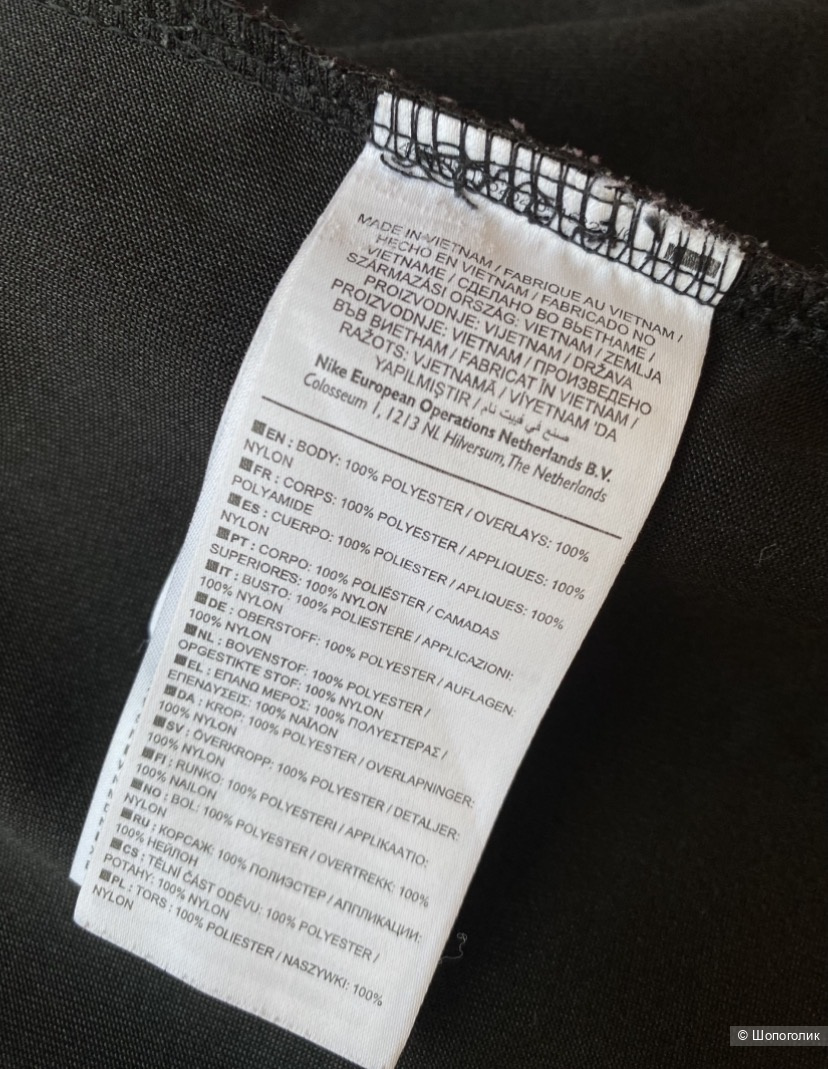 MADE IN VIETNAM / FABRIQUE AU VIETNAM /
HECHO EN VIETNAM / FABRICADO NO
VIETNAME / СДЕЛАНО ВО ВЬЕТНАМЕ /
SZÁRMAZÁSI ORSZÁG: VIETNAM / ZEMLJA
PROIZVODNJE: VIJETNAM / DRŽAVA
PROIZVODNJE: VIETNAM / ПРОИЗВЕДЕНО
ВЪВ ВИЕТНАМ / FABRICAT ÎN VIETNAM /
RAŽOTS: VJETNAMĀ / VİYETNAM 'DA
YAPILMIŞTIR / صنع في فييت نام
Nike European Operations Netherlands B.V.
Colosseum 1, 1213 NL Hilversum, The Netherlands
EN : BODY: 100% POLYESTER / OVERLAYS: 100%
NYLON
FR : CORPS: 100% POLYESTER / APPLIQUES: 100%
POLYAMIDE
ES : CUERPO: 100% POLIESTER / APLIQUES: 100%
NYLON
PT : CORPO: 100% POLIÉSTER / CAMADAS
SUPERIORES: 100% NYLON
IT : BUSTO: 100% POLIESTERE / APPLICAZIONI:
100% NYLON
DE : OBERSTOFF: 100% POLYESTER / AUFLAGEN:
100% NYLON
NL : BOVENSTOF: 100% POLYESTER /
OPGESTIKTE STOF: 100% NYLON
EL : ΕΠΑΝΩ ΜΕΡΟΣ: 100% ΠΟΛΥΕΣΤΕΡΑΣ /
ΕΠΕΝΔΥΣΕΙΣ: 100% ΝΑΪΛΟΝ
DA : KROP: 100% POLYESTER / OVERLAPNINGER:
100% NYLON
SV : ÖVERKROPP: 100% POLYESTER / DETALJER:
100% NYLON
FI : RUNKO: 100% POLYESTERI / APPLIKAATIO:
100% NAILON
NO : BOL: 100% POLYESTER / OVERTREKK: 100%
NYLON
RU : КОРСАЖ: 100% ПОЛИЭСТЕР / АППЛИКАЦИИ:
100% НЕЙЛОН
CS : TĚLNÍ ČÁST ODĚVU: 100% POLYESTER /
POTAHY: 100% NYLON
PL : TORS : 100% POLIESTER / NASZYWKI: 100%
NYLON
© Шопоголик